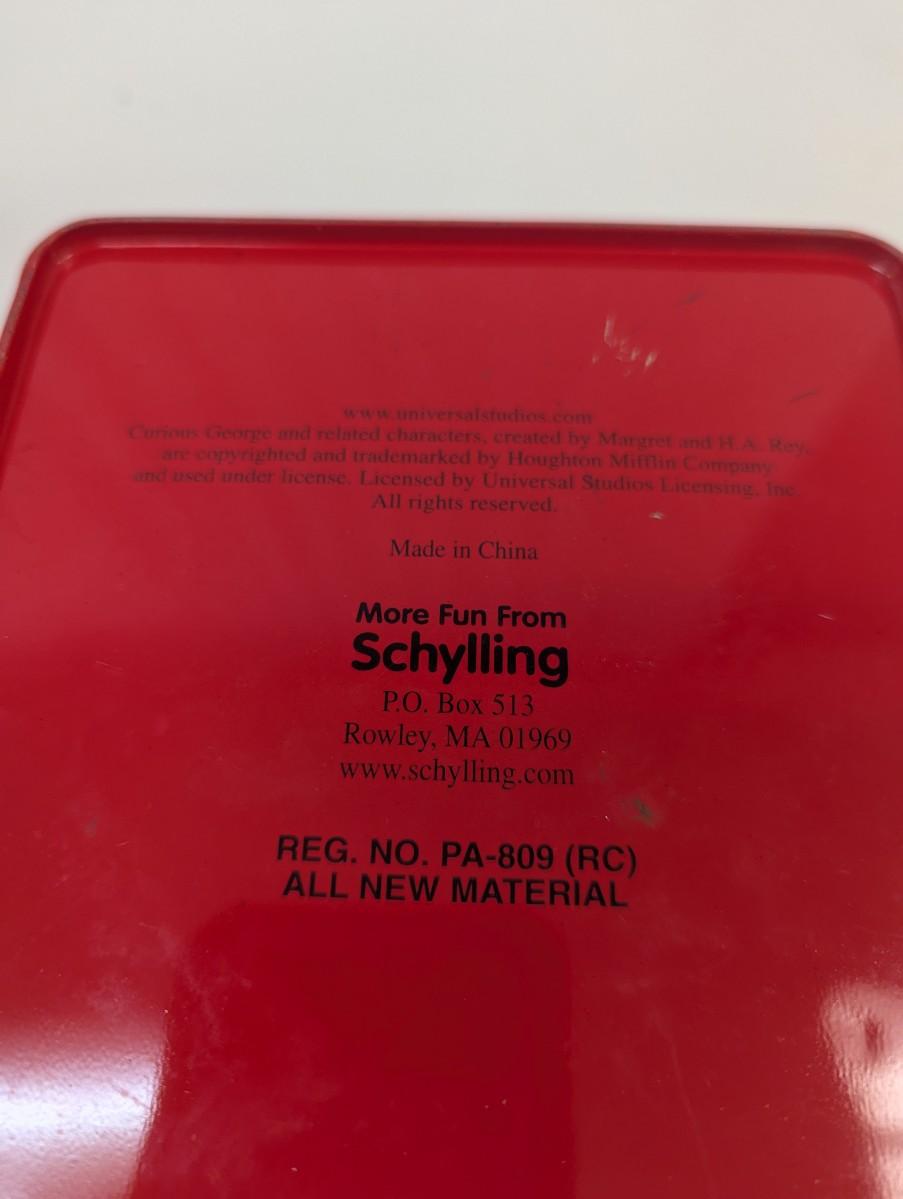 www.universalstudios.com
Curious George and related characters, created by Margret and H.A. Rey,
are copyrighted and trademarked by Houghton Mifflin Company
and used under license. Licensed by Universal Studios Licensing, Inc.
All rights reserved.
Made in China
More Fun From
Schylling
P.O. Box 513
Rowley, MA 01969
www.schylling.com
REG. NO. PA-809 (RC)
ALL NEW MATERIAL